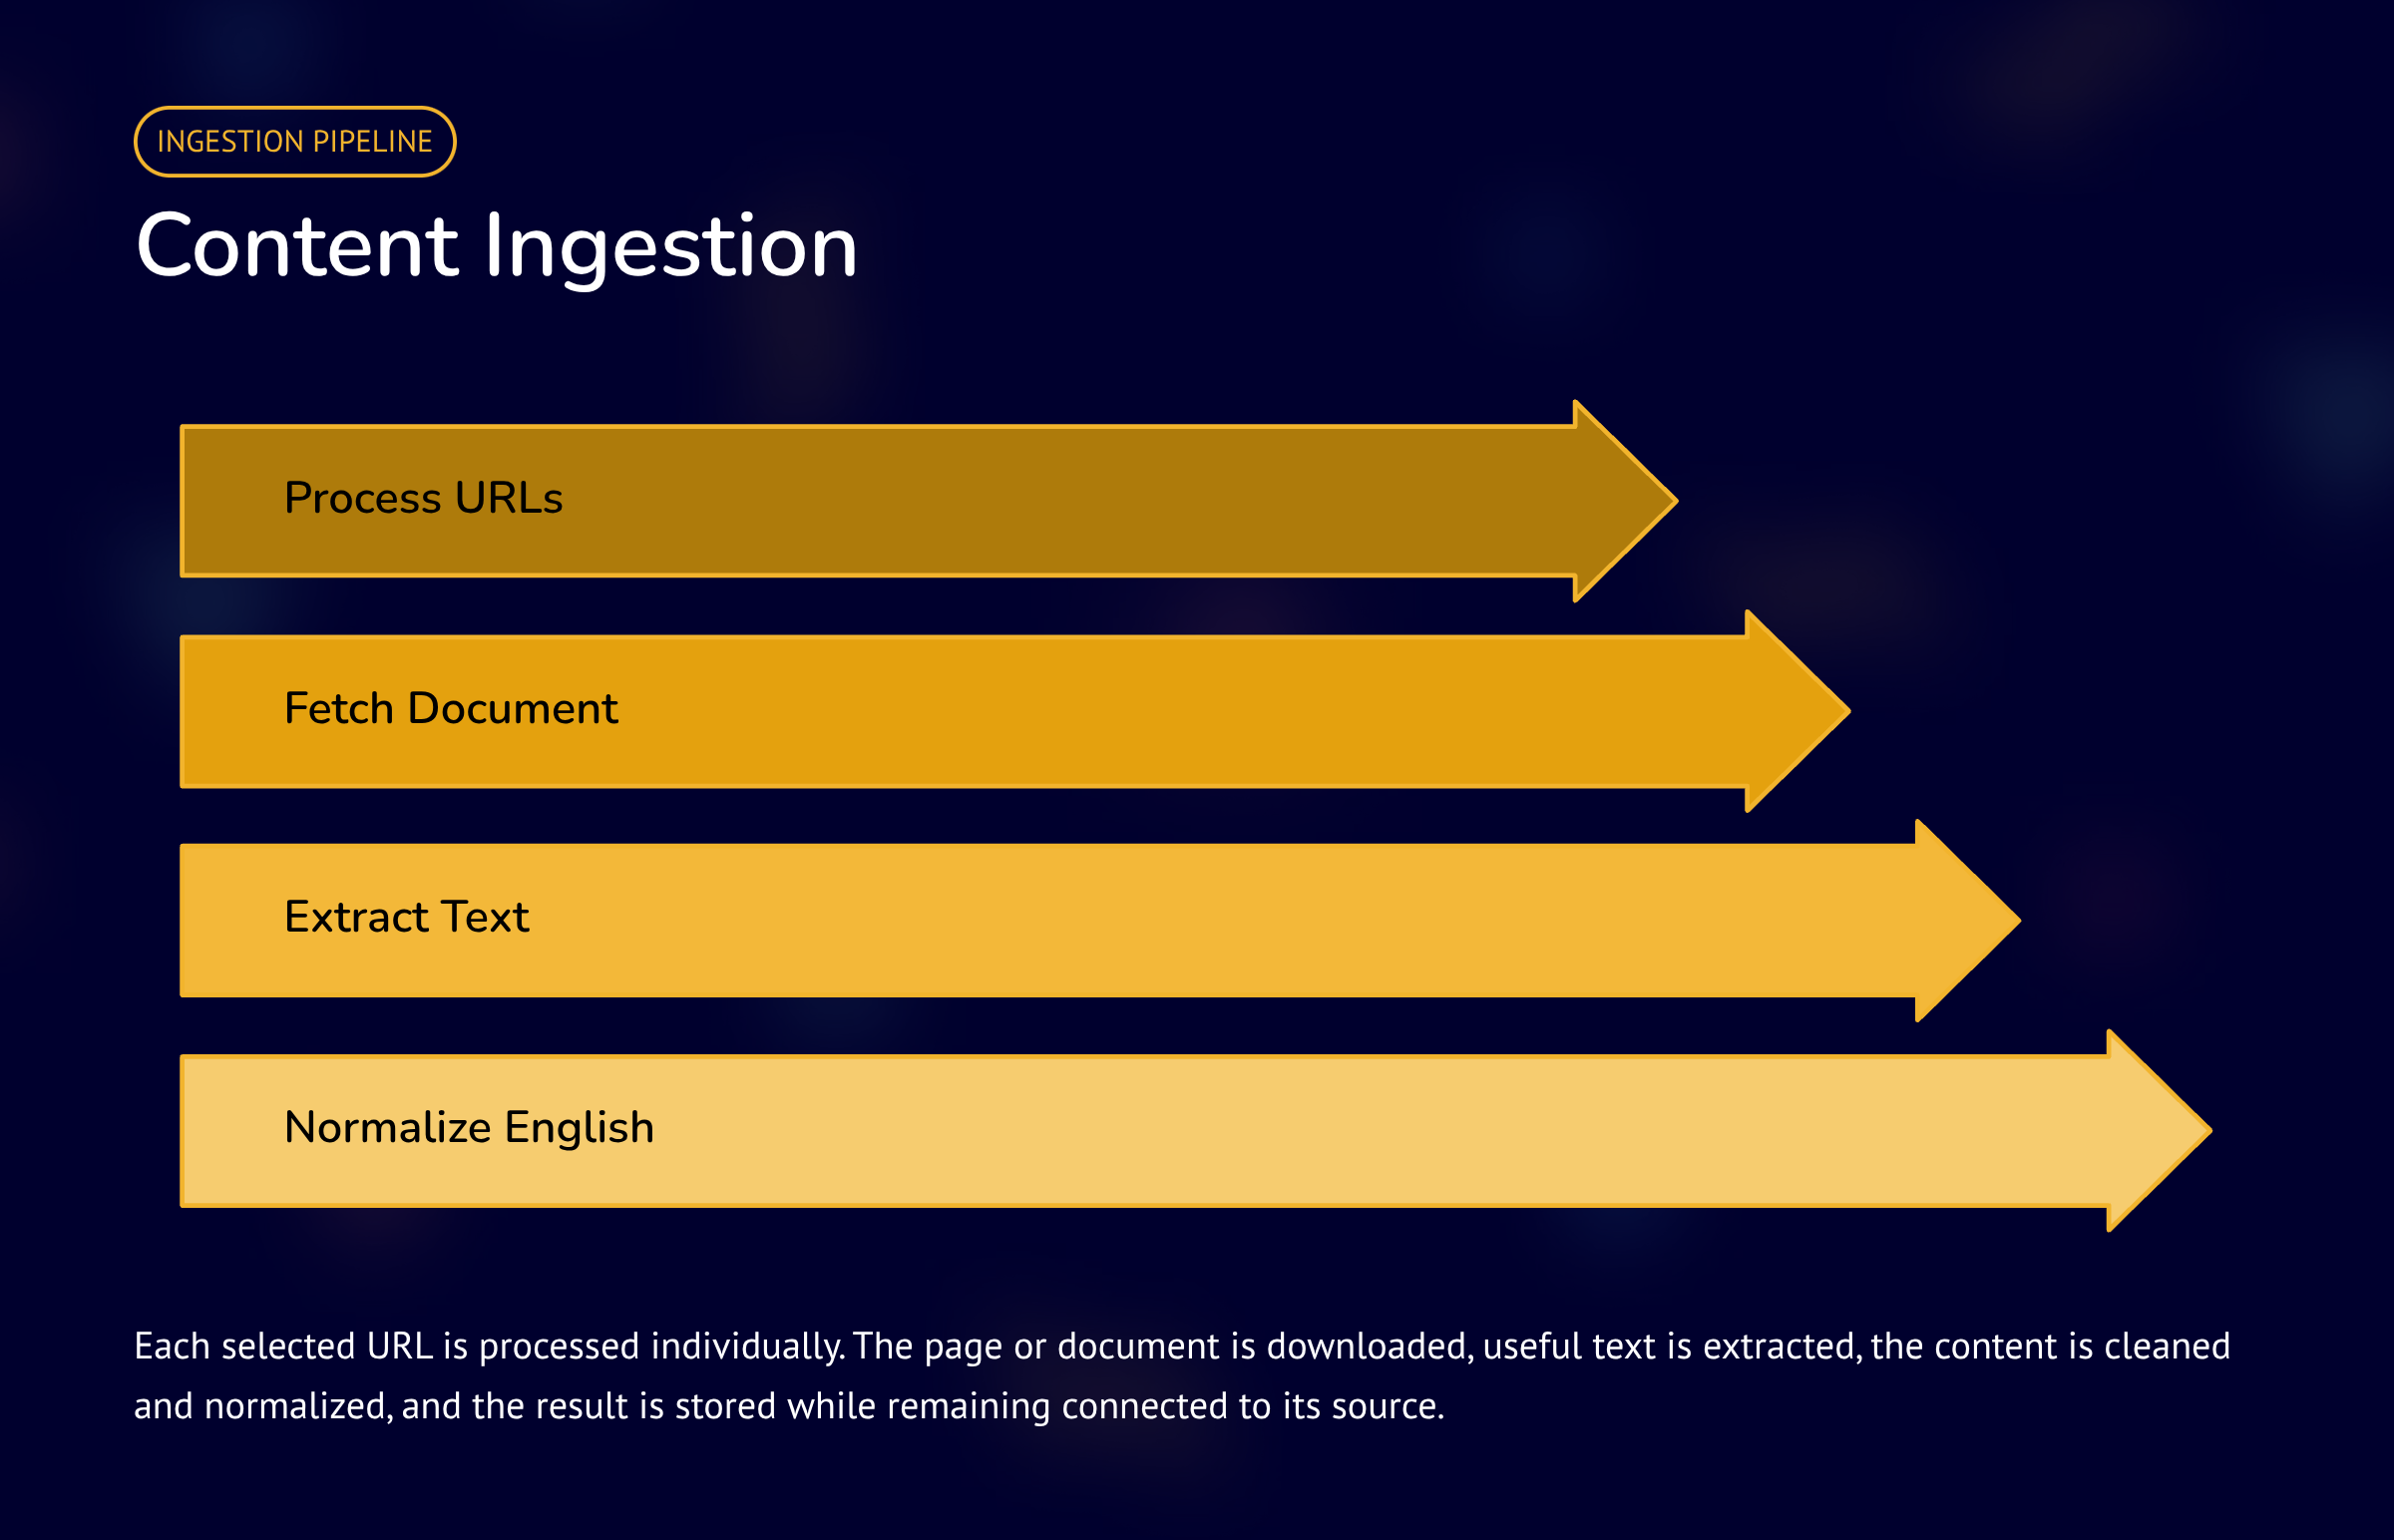 INGESTION PIPELINE
Content Ingestion
Process URLs
Fetch Document
Extract Text
Normalize English
Each selected URL is processed individually. The page or document is downloaded, useful text is extracted, the content is cleaned
and normalized, and the result is stored while remaining connected to its source.